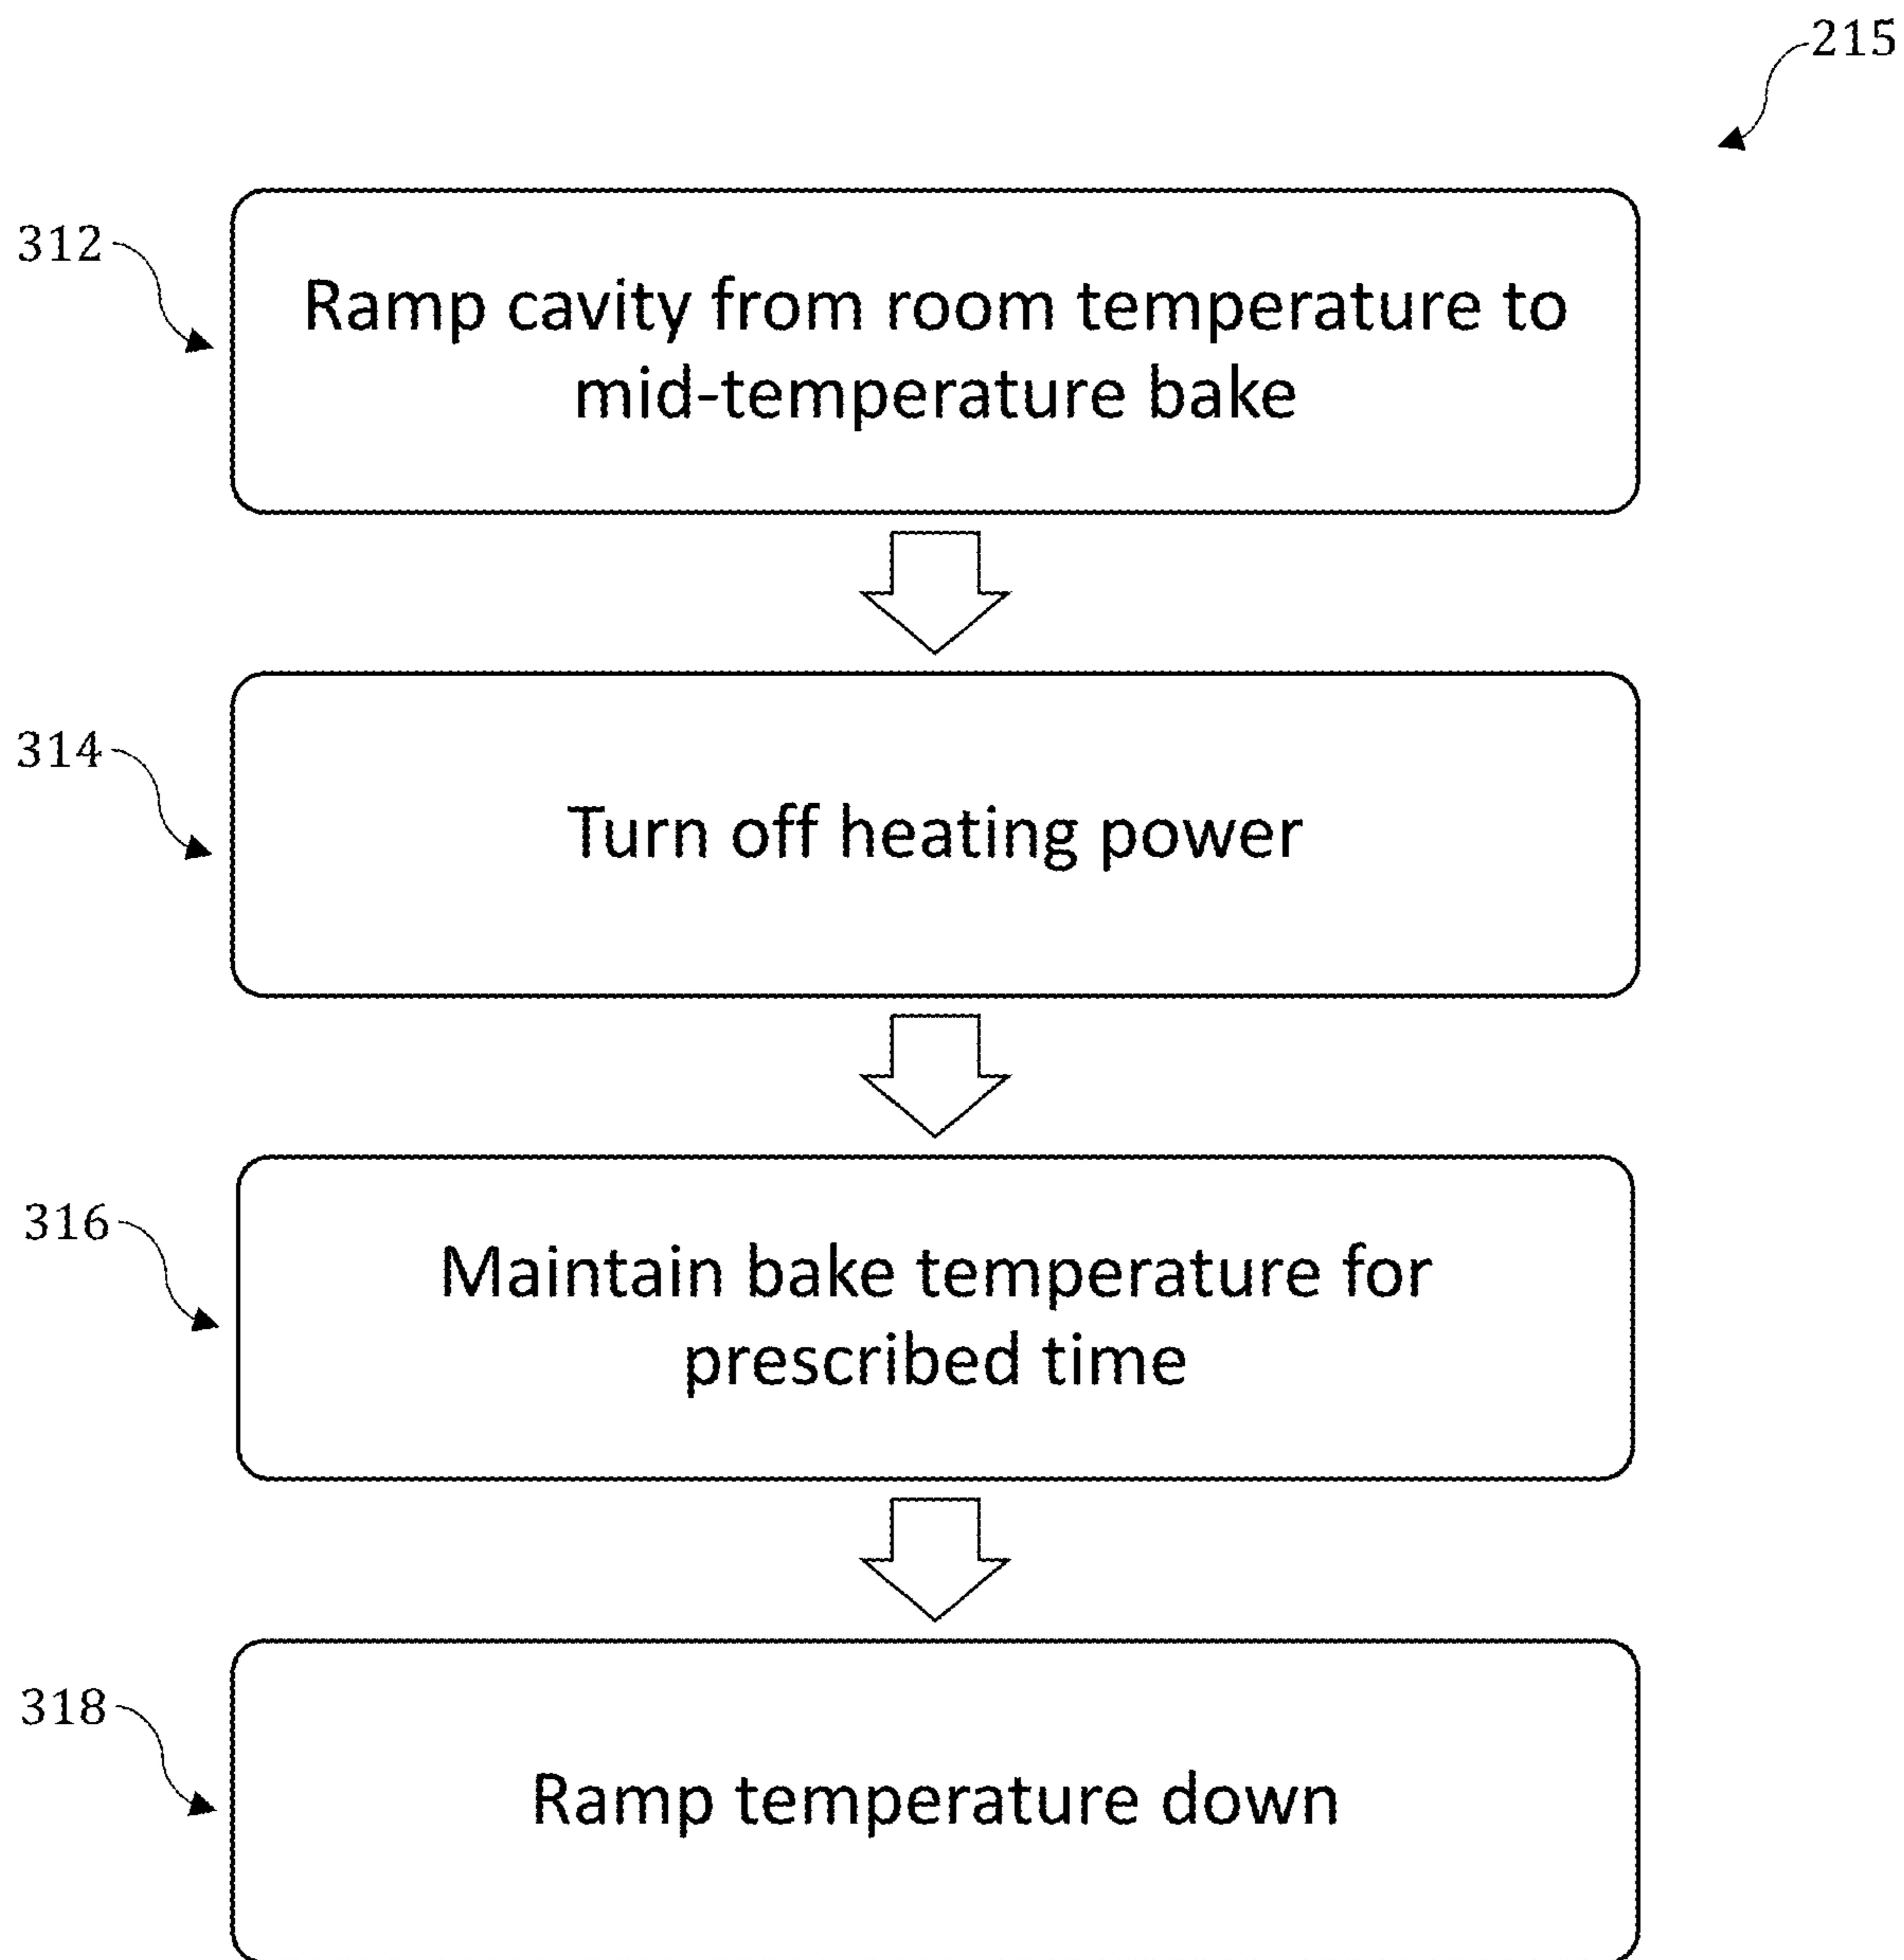 215
312
Ramp cavity from room temperature to
mid-temperature bake
314
Turn off heating power
316
Maintain bake temperature for
prescribed time
318
Ramp temperature down